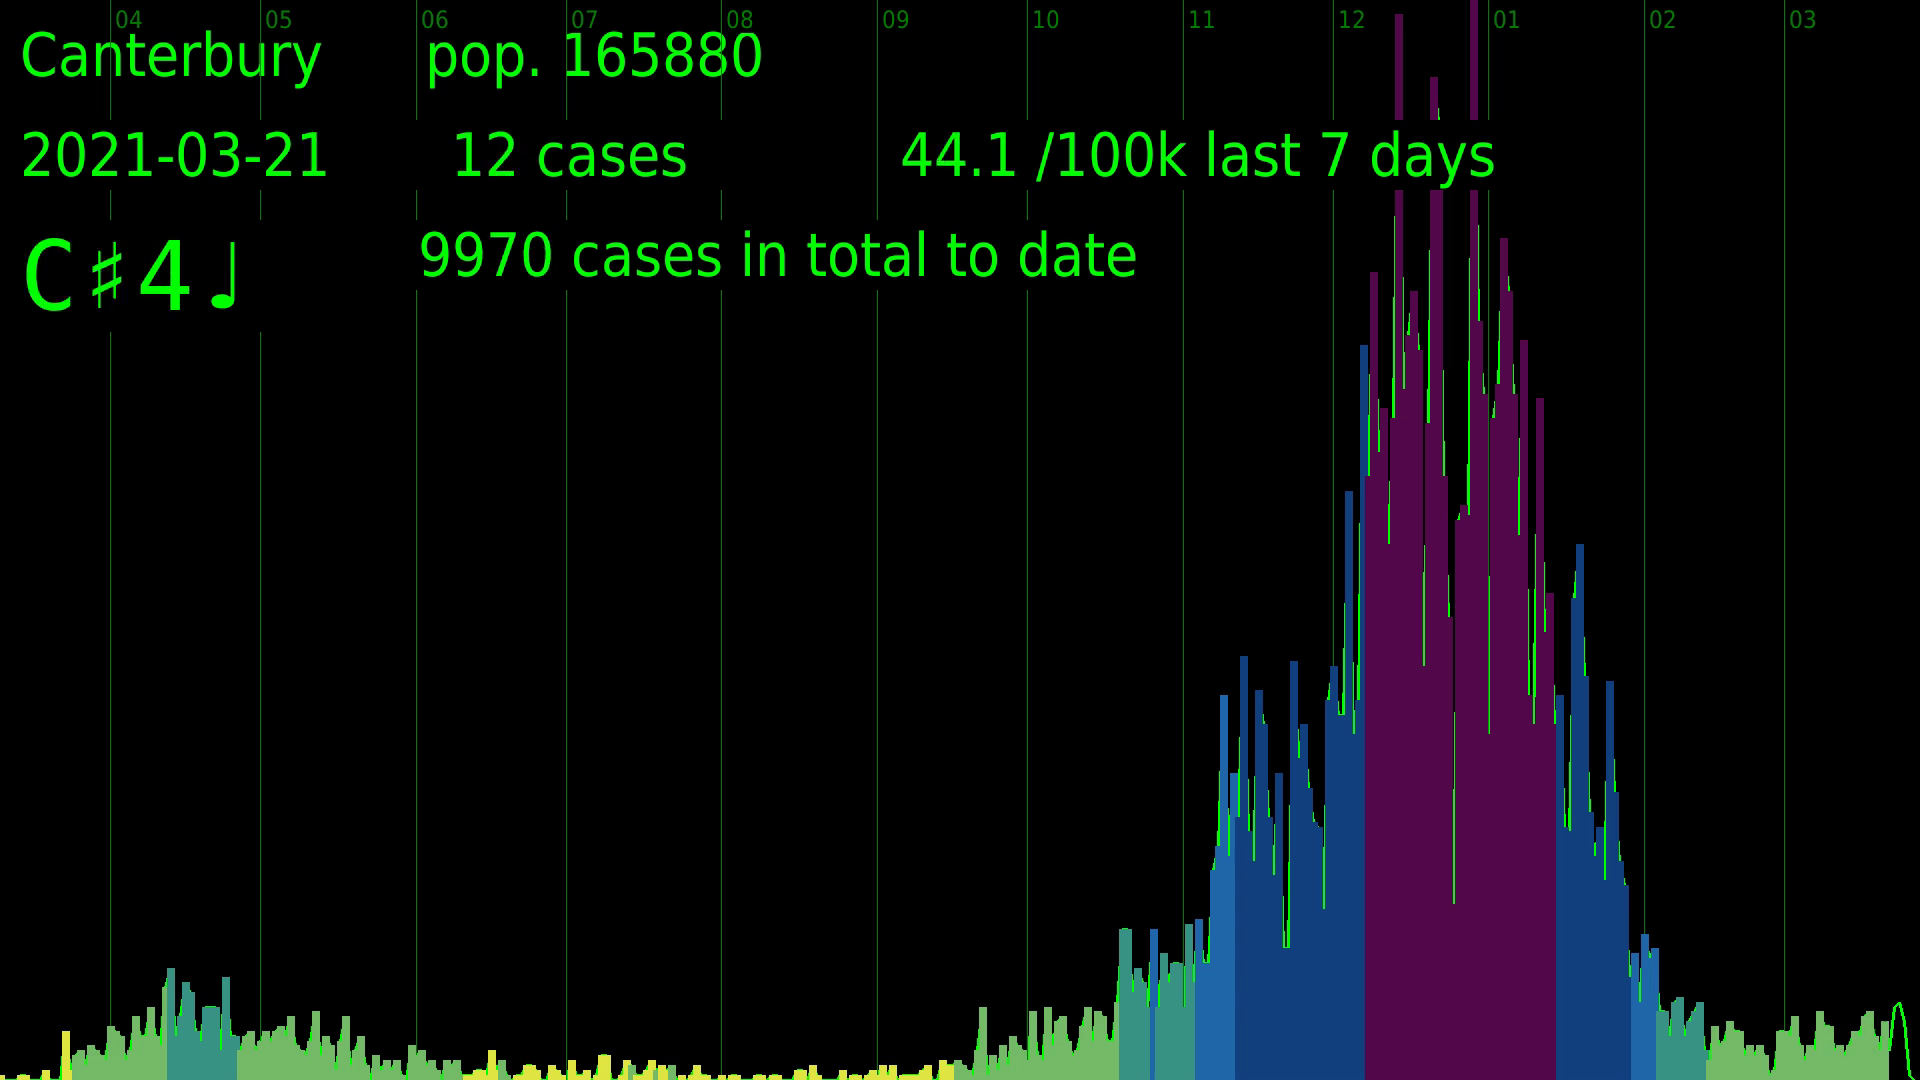 04 05 06 07 08 09 10 11 12 01 02 03
Canterbury pop. 165880
2021-03-21 12 cases 44.1 /100k last 7 days
9970 cases in total to date
C♯4♩